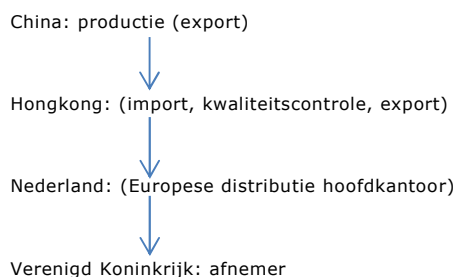 China: productie (export)
Hongkong: (import, kwaliteitscontrole, export)
Nederland: (Europese distributie hoofdkantoor)
Verenigd Koninkrijk: afnemer